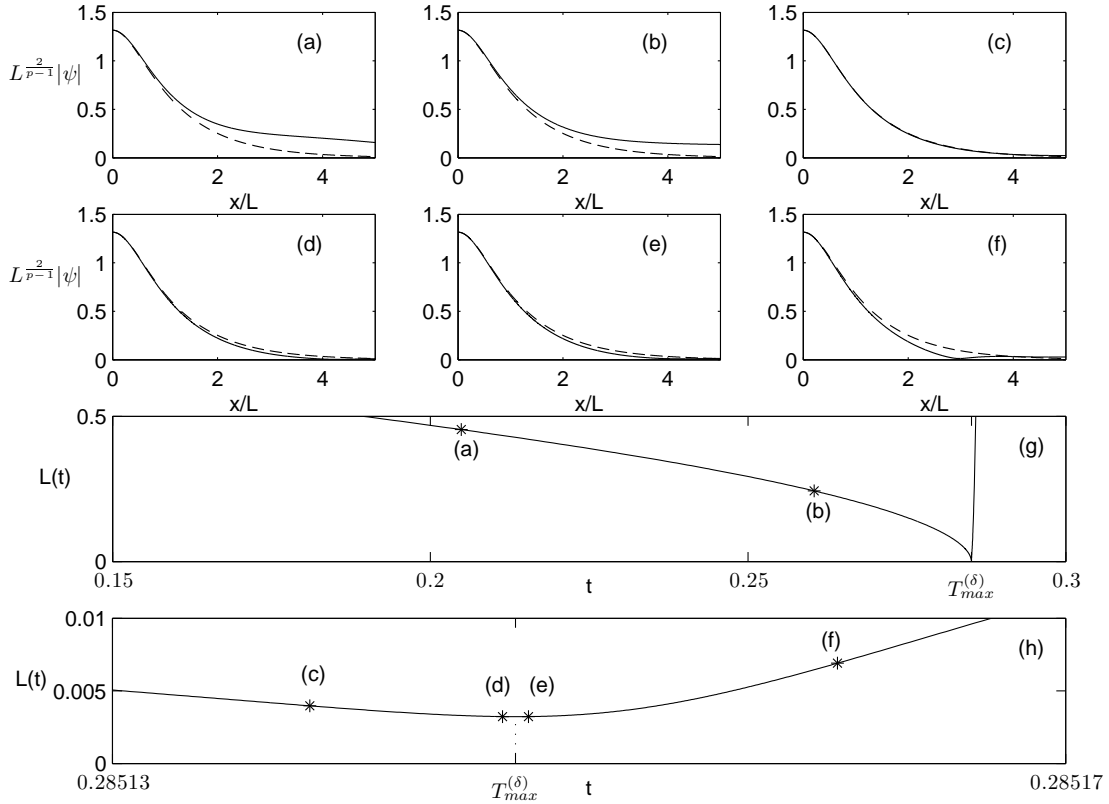 1.5
1
0.5
0
0 2 4
x/L
(a)
L^{\frac{2}{p-1}}|ψ|
1.5
1
0.5
0
0 2 4
x/L
(b)
1.5
1
0.5
0
0 2 4
x/L
(c)
1.5
1
0.5
0
0 2 4
x/L
(d)
L^{\frac{2}{p-1}}|ψ|
1.5
1
0.5
0
0 2 4
x/L
(e)
1.5
1
0.5
0
0 2 4
x/L
(f)
0.5
0
L(t)
(a)
(b)
(g)
0.15 0.2 0.25 T_{max}^{(δ)} 0.3
t
0.01
0.005
0
L(t)
(c)
(d)
(e)
(f)
(h)
0.28513 T_{max}^{(δ)} 0.28517
t